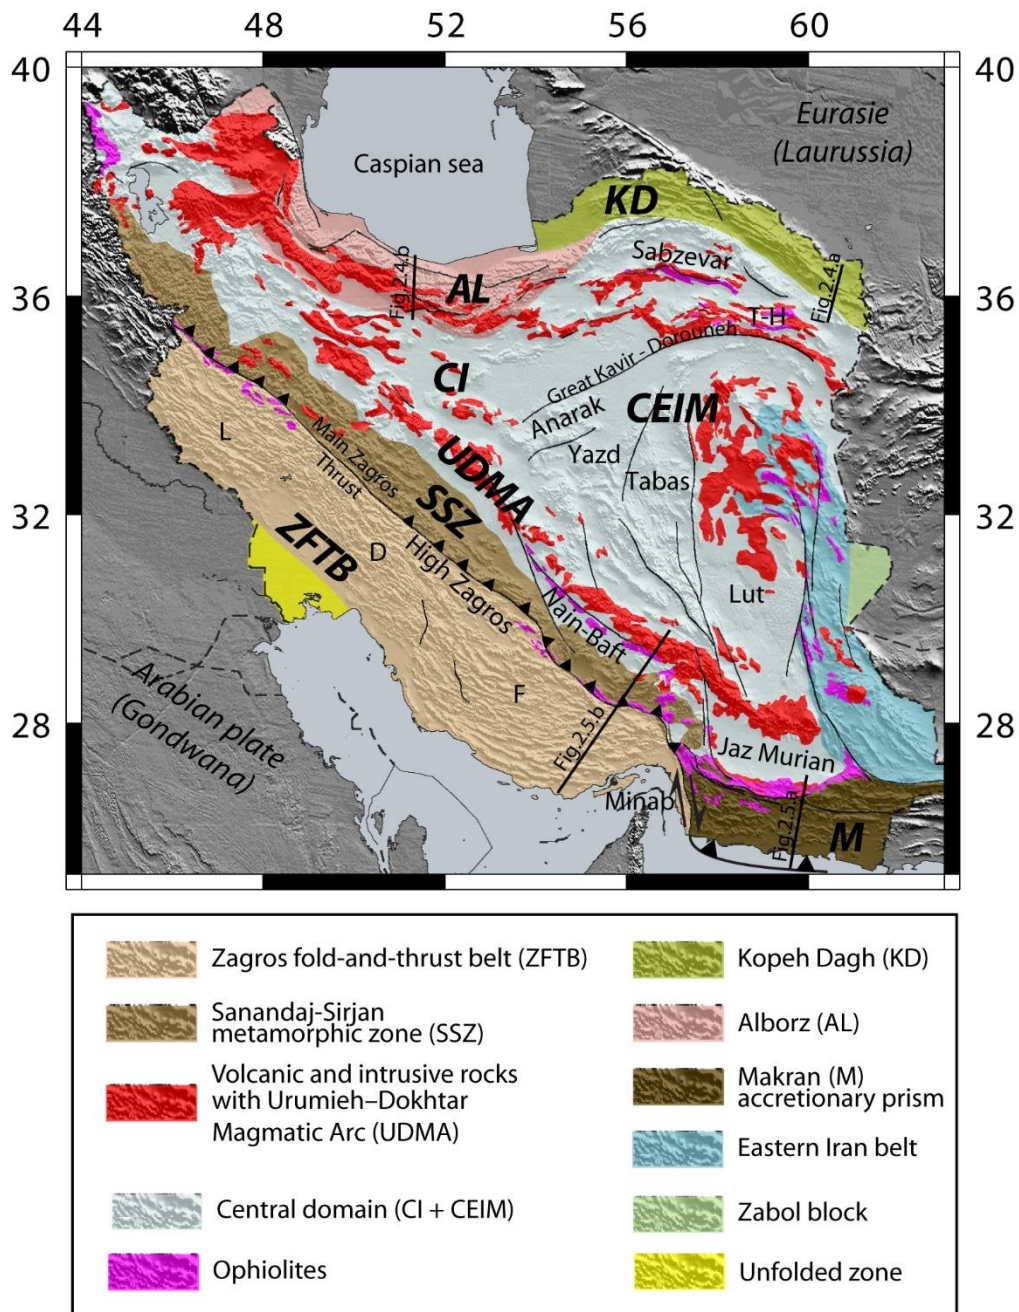 44 48 52 56 60
40 40
Eurasie
(Laurussia)
Caspian sea
KD
Sabzevar
Fig.2.4.a
Fig.2.4.b
AL
36 36
T-H
Great Kavir - Dorouneh
CI
CEIM
Anarak
L
Main Zagros
Thrust
UDMA
Yazd
Tabas
SSZ
32 32
ZFTB
D
High Zagros
Lut
Nain-Baft
Arabian plate
(Gondwana)
F
28 28
Fig.2.5.b
Jaz Murian
Minab
Fig.2.5.a
M
Zagros fold-and-thrust belt (ZFTB)
Sanandaj-Sirjan
metamorphic zone (SSZ)
Volcanic and intrusive rocks
with Urumieh–Dokhtar
Magmatic Arc (UDMA)
Central domain (CI + CEIM)
Ophiolites
Kopeh Dagh (KD)
Alborz (AL)
Makran (M)
accretionary prism
Eastern Iran belt
Zabol block
Unfolded zone